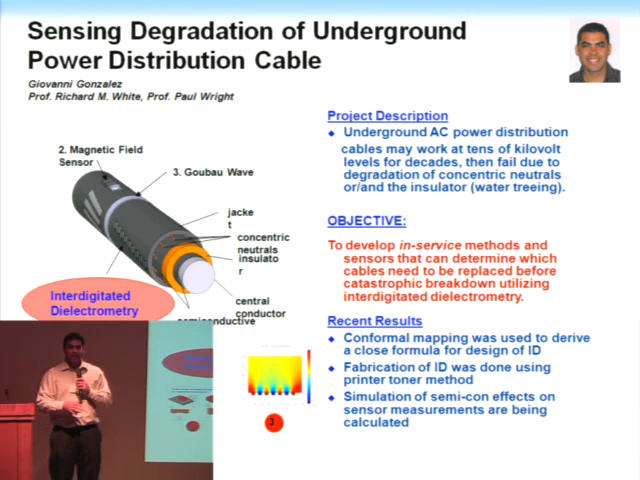 Sensing Degradation of Underground
Power Distribution Cable
Giovanni Gonzalez
Prof. Richard M. White, Prof. Paul Wright
2. Magnetic Field
Sensor
3. Goubau Wave
jacke
t
concentric
neutrals
insulato
r
central
conductor
semiconductive
Interdigitated
Dielectrometry
3
Project Description
Underground AC power distribution
cables may work at tens of kilovolt
levels for decades, then fail due to
degradation of concentric neutrals
or/and the insulator (water treeing).
OBJECTIVE:
To develop in-service methods and
sensors that can determine which
cables need to be replaced before
catastrophic breakdown utilizing
interdigitated dielectrometry.
Recent Results
Conformal mapping was used to derive
a close formula for design of ID
Fabrication of ID was done using
printer toner method
Simulation of semi-con effects on
sensor measurements are being
calculated